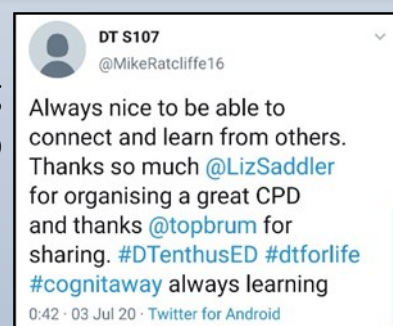 DT S107
@MikeRatcliffe16
Always nice to be able to
connect and learn from others.
Thanks so much @LizSaddler
for organising a great CPD
and thanks @topbrum for
sharing. #DTenthusED #dtforlife
#cognitaway always learning
0:42 · 03 Jul 20 · Twitter for Android